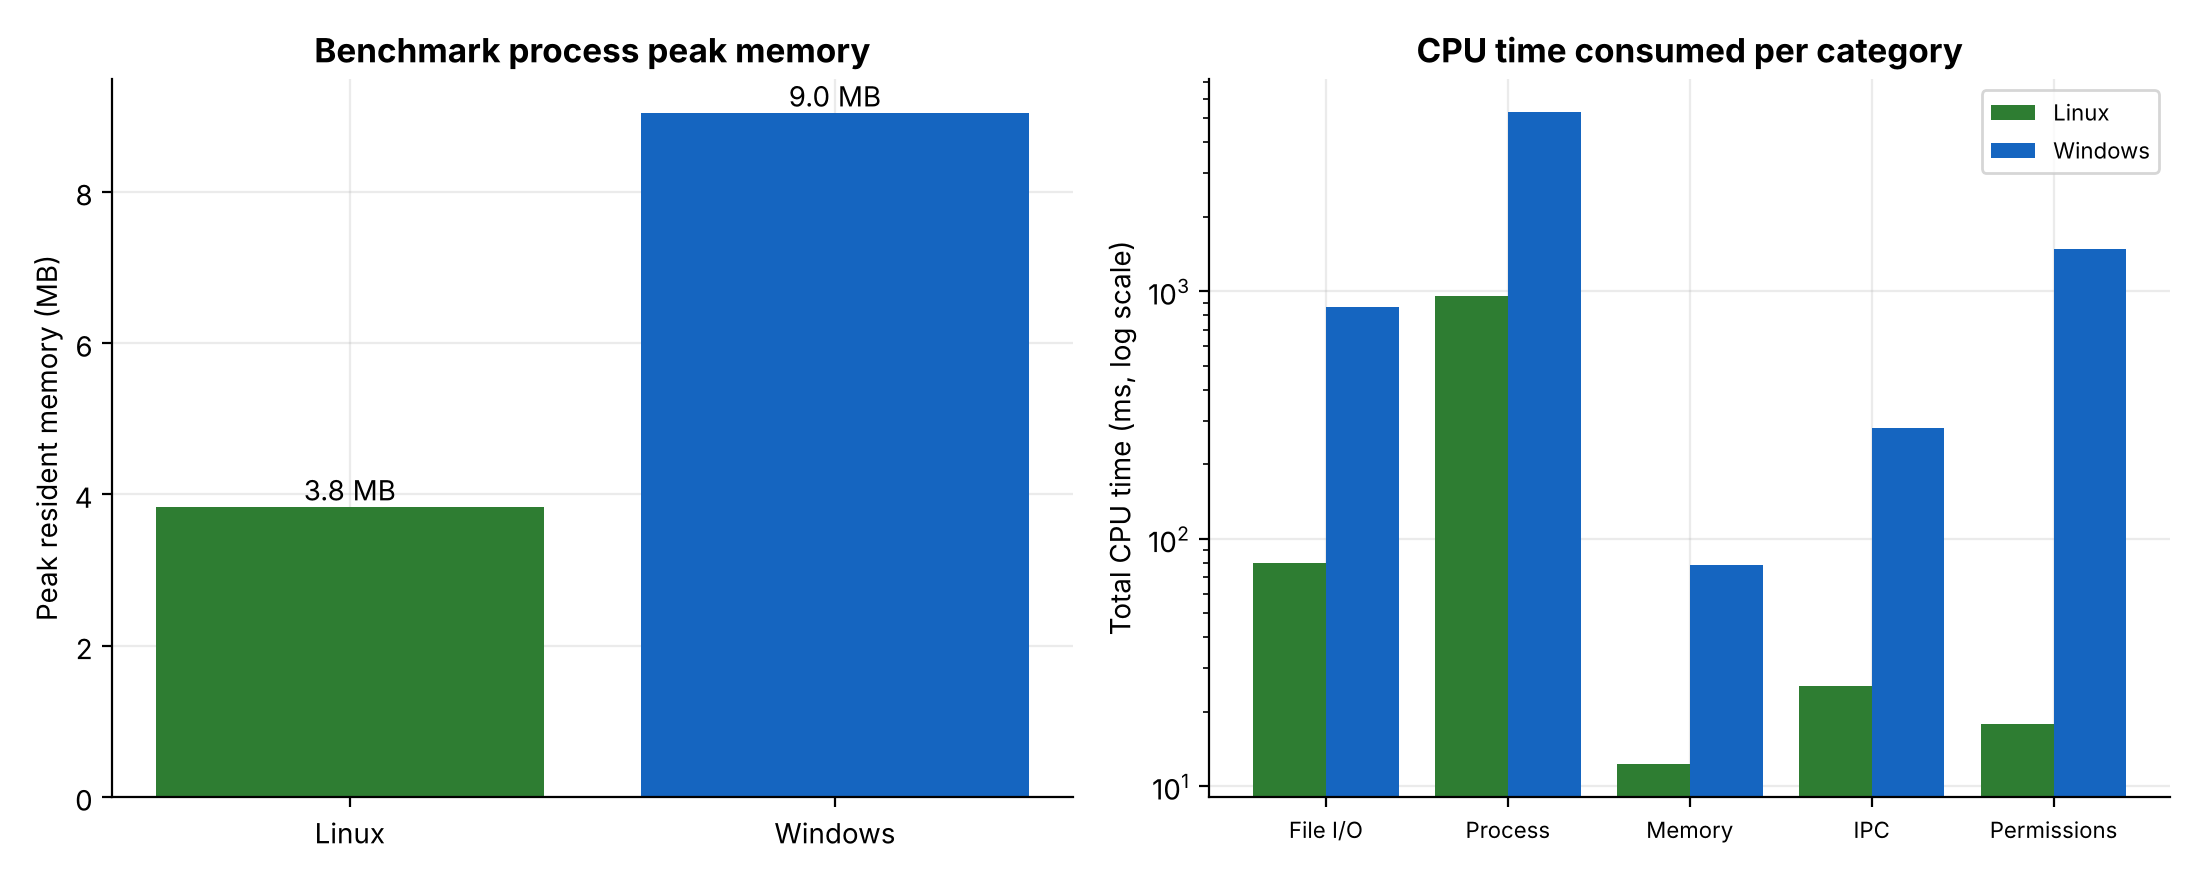 Benchmark process peak memory
Peak resident memory (MB)
8
6
4
2
0
3.8 MB
9.0 MB
Linux
Windows
CPU time consumed per category
Total CPU time (ms, log scale)
10³
10²
10¹
Linux
Windows
File I/O
Process
Memory
IPC
Permissions